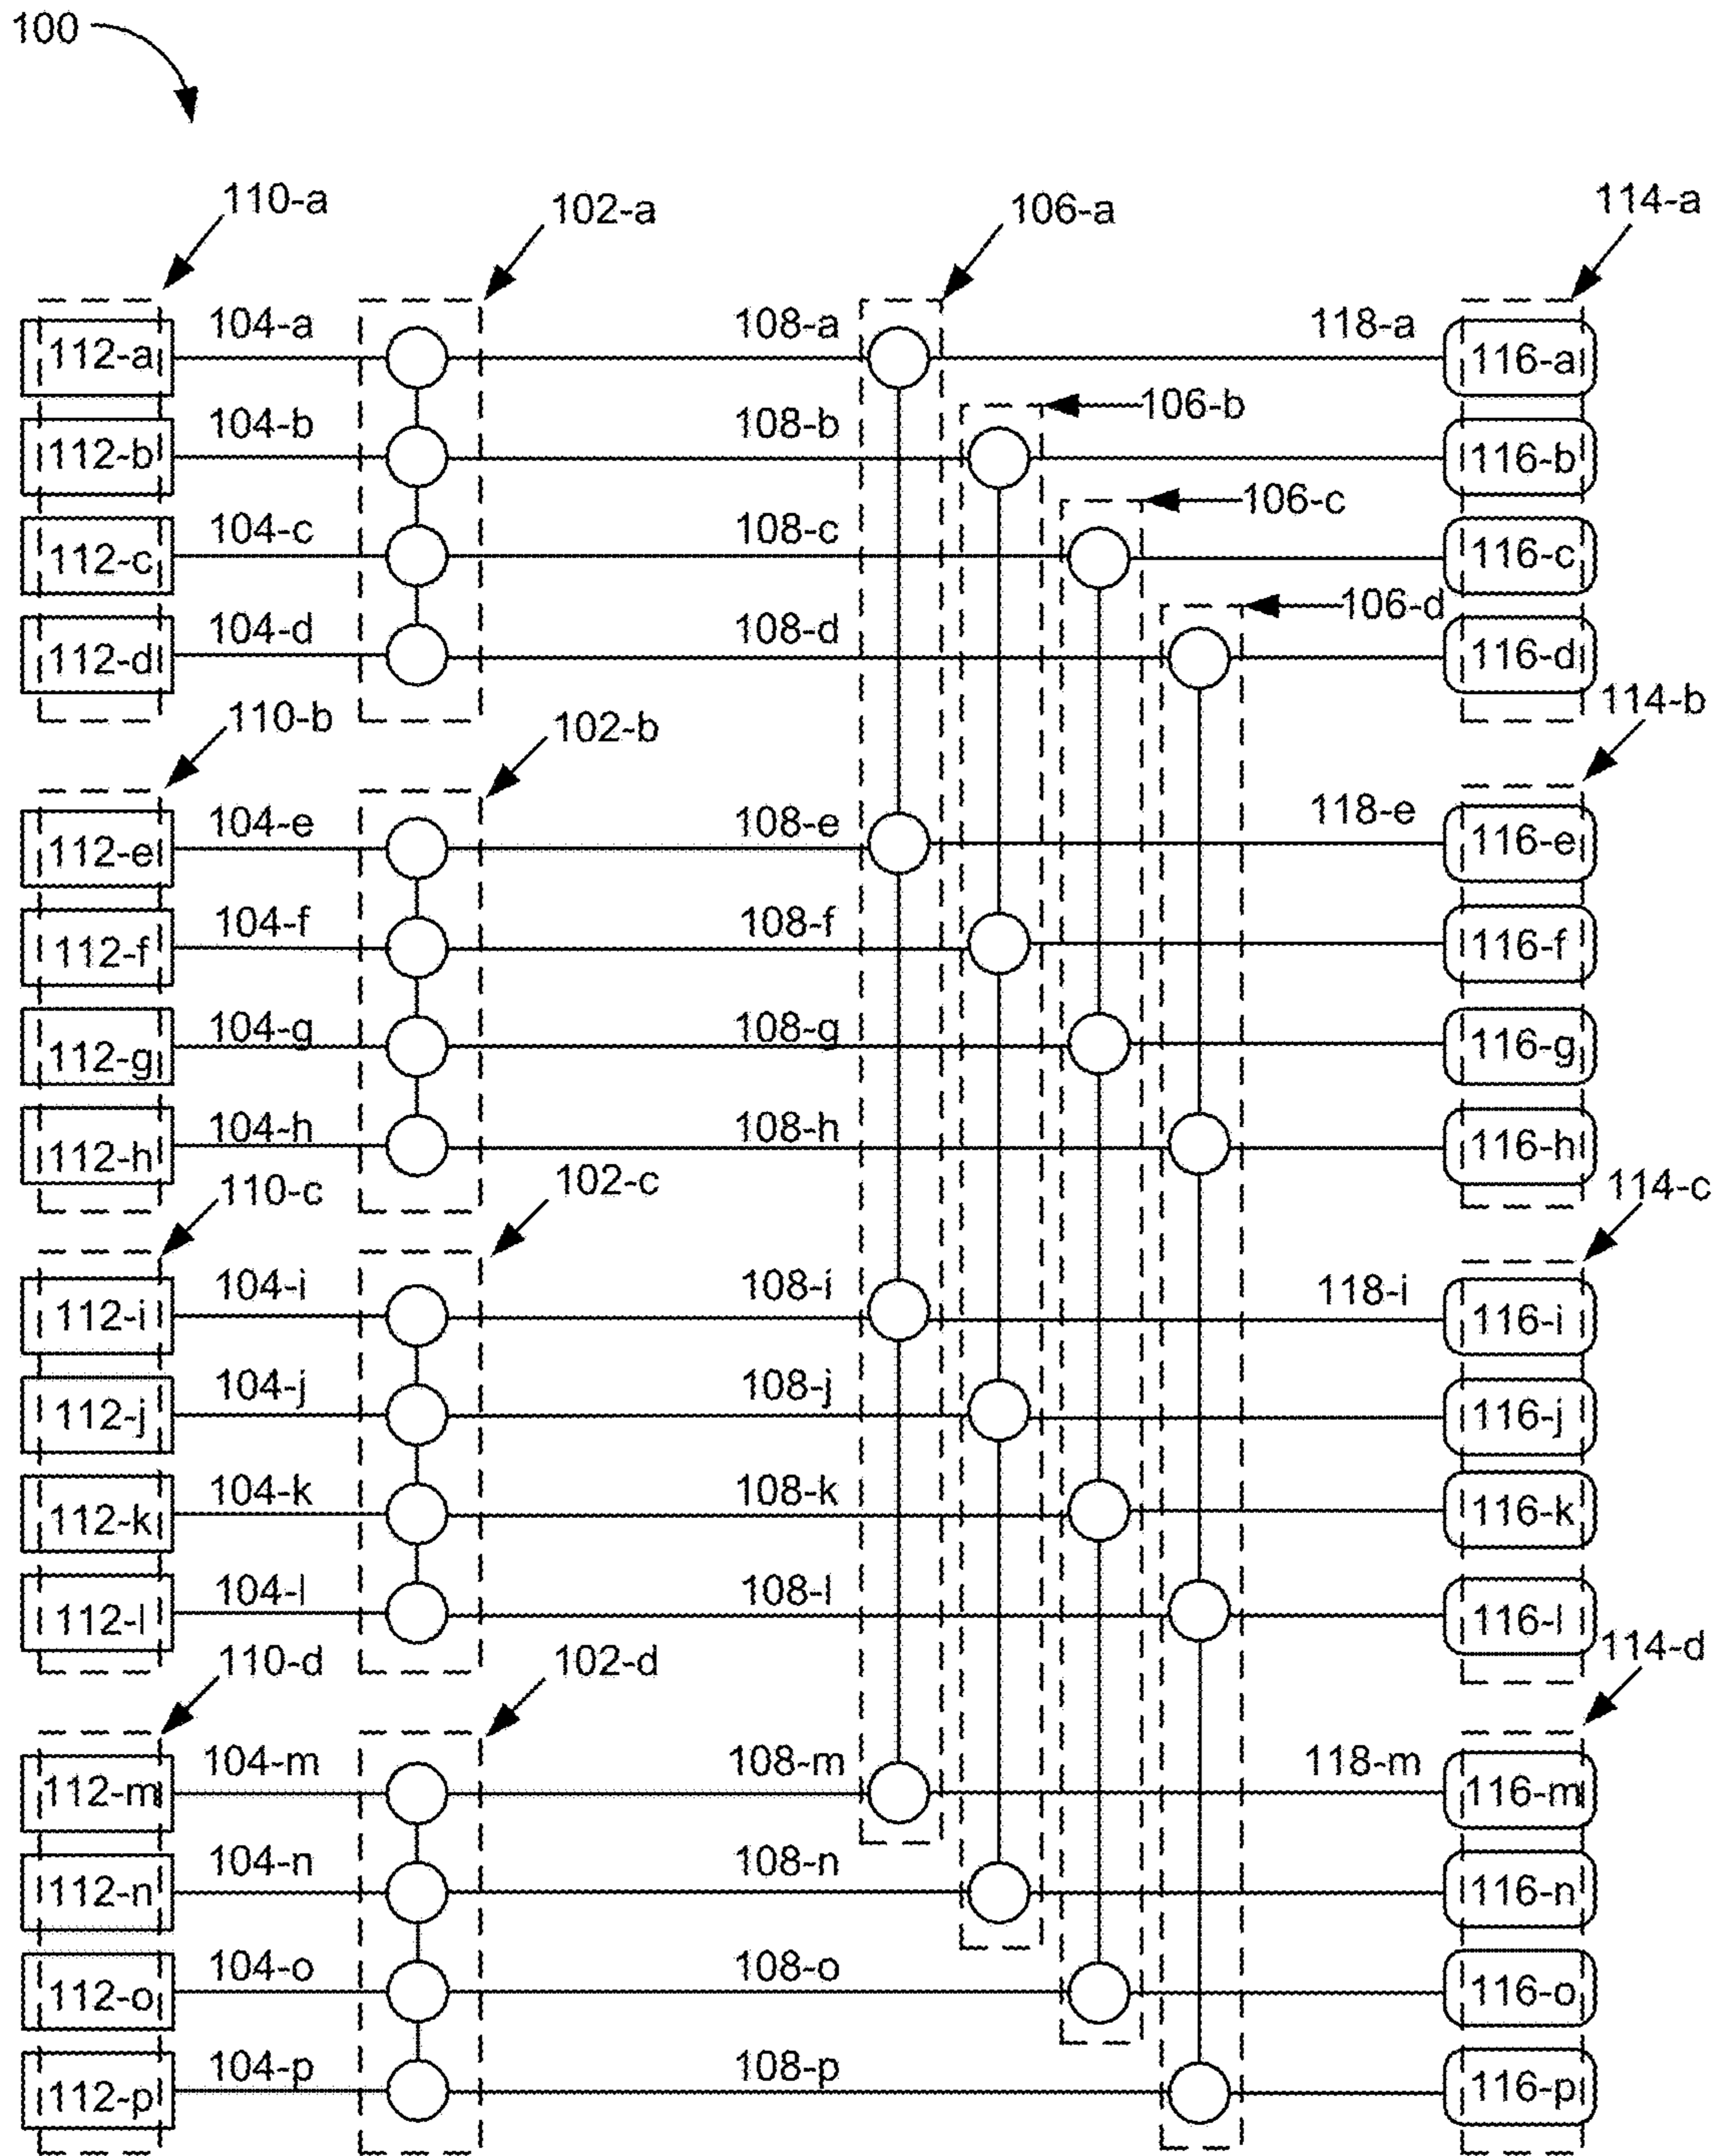 100
110-a 102-a 106-a 114-a
112-a 104-a 108-a 118-a 116-a
106-b
112-b 104-b 108-b 116-b
106-c
112-c 104-c 108-c 116-c
106-d
112-d 104-d 108-d 116-d
110-b 102-b 114-b
112-e 104-e 108-e 118-e 116-e
112-f 104-f 108-f 116-f
112-g 104-g 108-g 116-g
112-h 104-h 108-h 116-h
110-c 102-c 114-c
112-i 104-i 108-i 118-i 116-i
112-j 104-j 108-j 116-j
112-k 104-k 108-k 116-k
112-l 104-l 108-l 116-l
110-d 102-d 114-d
112-m 104-m 108-m 118-m 116-m
112-n 104-n 108-n 116-n
112-o 104-o 108-o 116-o
112-p 104-p 108-p 116-p